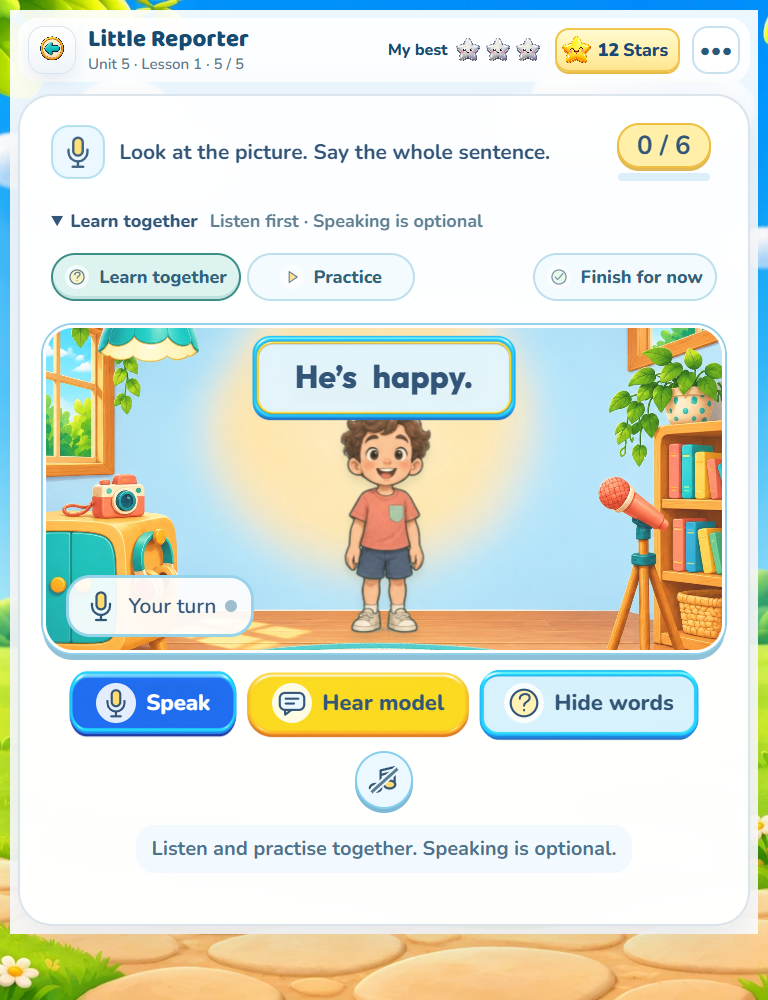 Little Reporter
Unit 5 · Lesson 1 · 5 / 5
My best
12 Stars
Look at the picture. Say the whole sentence.
0 / 6
Learn together Listen first · Speaking is optional
Learn together
Practice
Finish for now
He's happy.
Your turn
Speak
Hear model
Hide words
Listen and practise together. Speaking is optional.